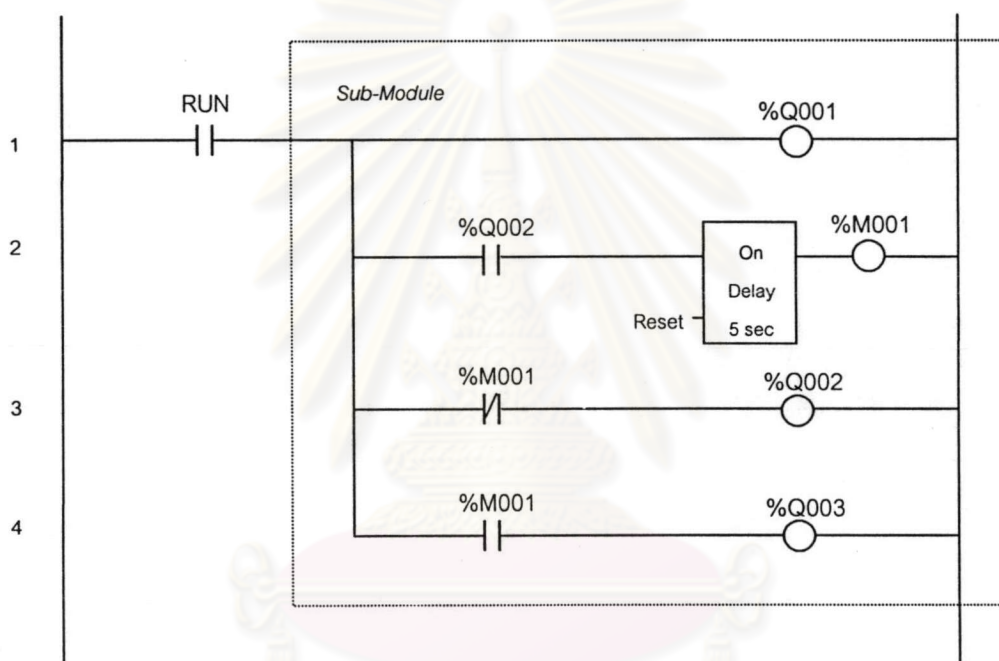 Sub-Module
RUN
%Q001
1
%Q002
%M001
2
On
Delay
Reset
5 sec
%M001
%Q002
3
%M001
%Q003
4